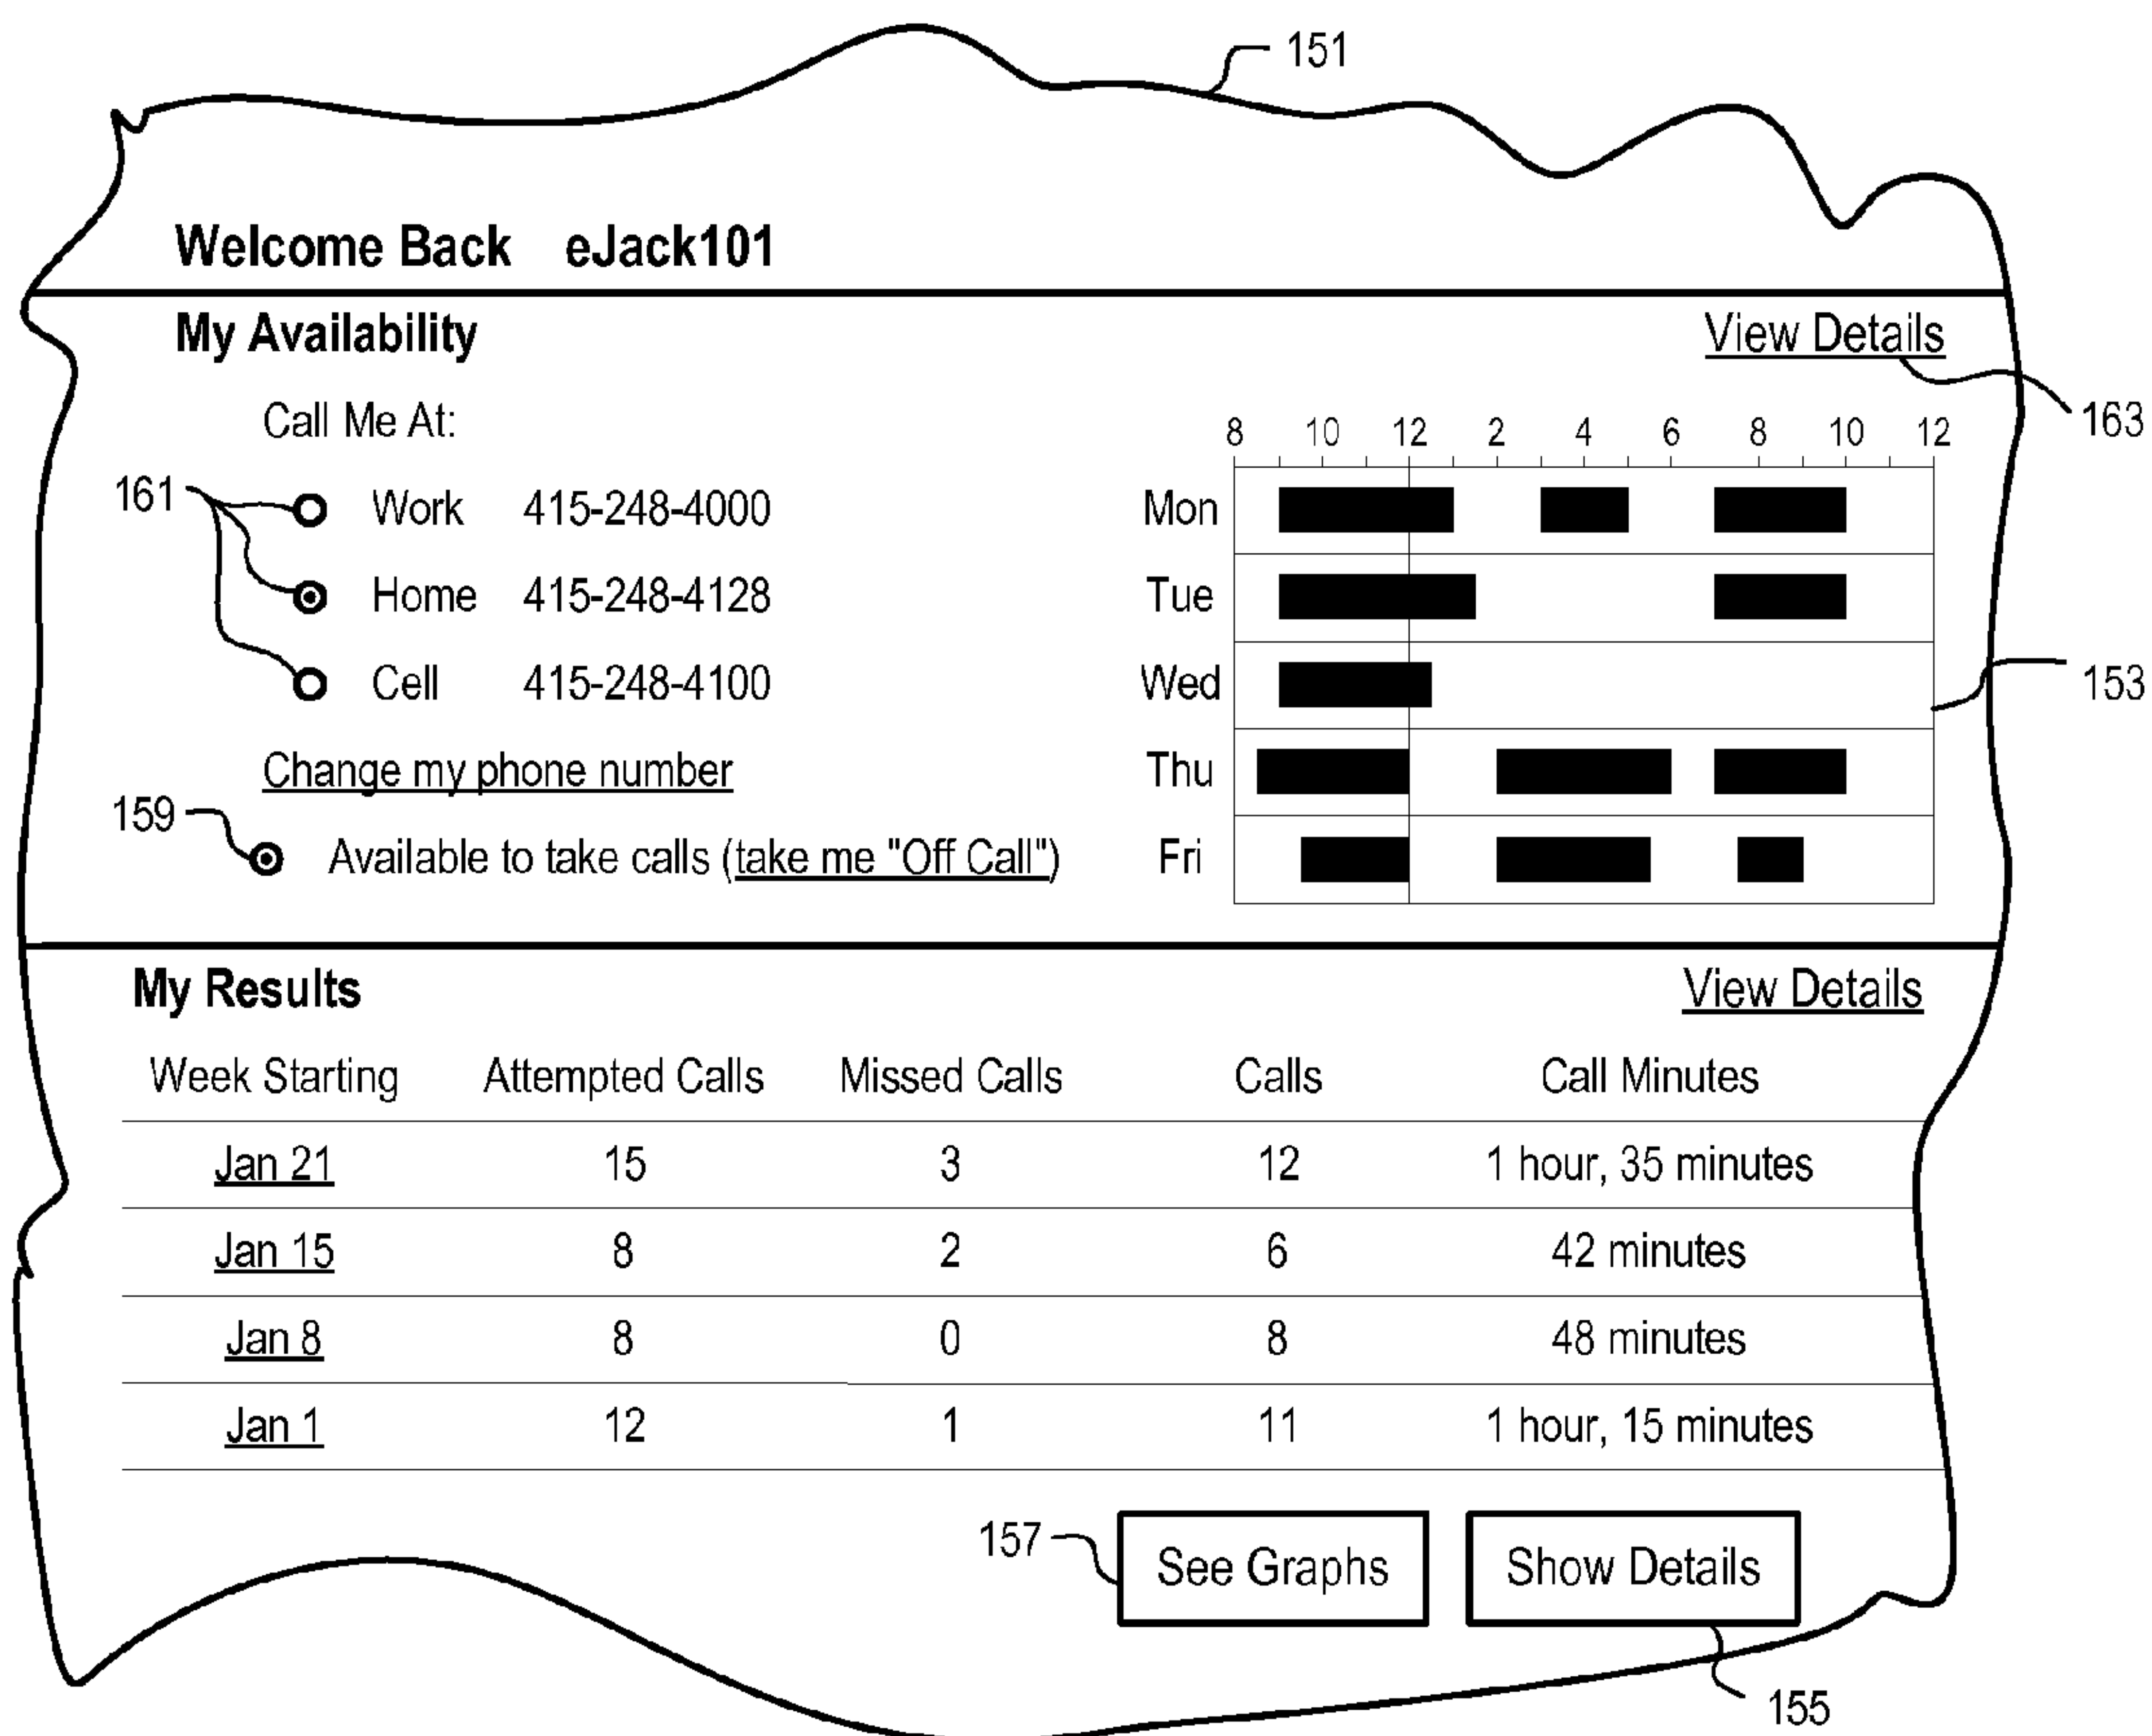 151
Welcome Back eJack101
My Availability View Details
163
Call Me At:
8 10 12 2 4 6 8 10 12
161 Work 415-248-4000 Mon
Home 415-248-4128 Tue
Cell 415-248-4100 Wed
153
Change my phone number Thu
159
Available to take calls (take me "Off Call") Fri
My Results View Details
Week Starting Attempted Calls Missed Calls Calls Call Minutes
Jan 21 15 3 12 1 hour, 35 minutes
Jan 15 8 2 6 42 minutes
Jan 8 8 0 8 48 minutes
Jan 1 12 1 11 1 hour, 15 minutes
157 See Graphs Show Details
155